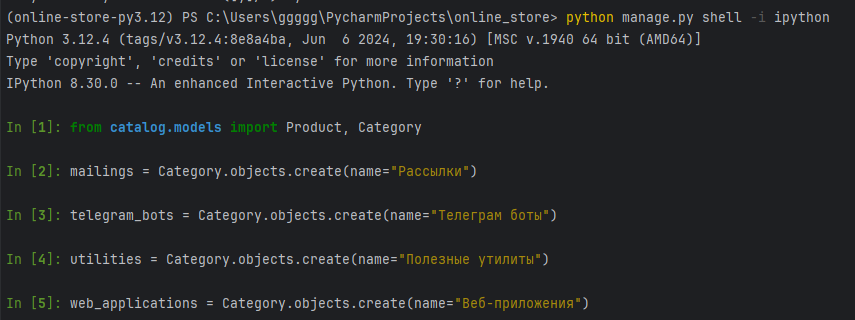 (online-store-py3.12) PS C:\Users\ggggg\PycharmProjects\online_store> python manage.py shell -i ipython
Python 3.12.4 (tags/v3.12.4:8e8a4ba, Jun  6 2024, 19:30:16) [MSC v.1940 64 bit (AMD64)]
Type 'copyright', 'credits' or 'license' for more information
IPython 8.30.0 -- An enhanced Interactive Python. Type '?' for help.
In [1]: from catalog.models import Product, Category
In [2]: mailings = Category.objects.create(name="Рассылки")
In [3]: telegram_bots = Category.objects.create(name="Телеграм боты")
In [4]: utilities = Category.objects.create(name="Полезные утилиты")
In [5]: web_applications = Category.objects.create(name="Веб-приложения")